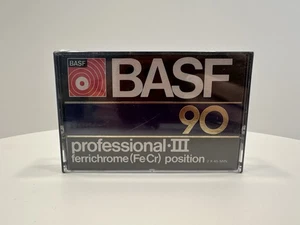 BASF
BASF
90
professional·III
ferrichrome (FeCr) position